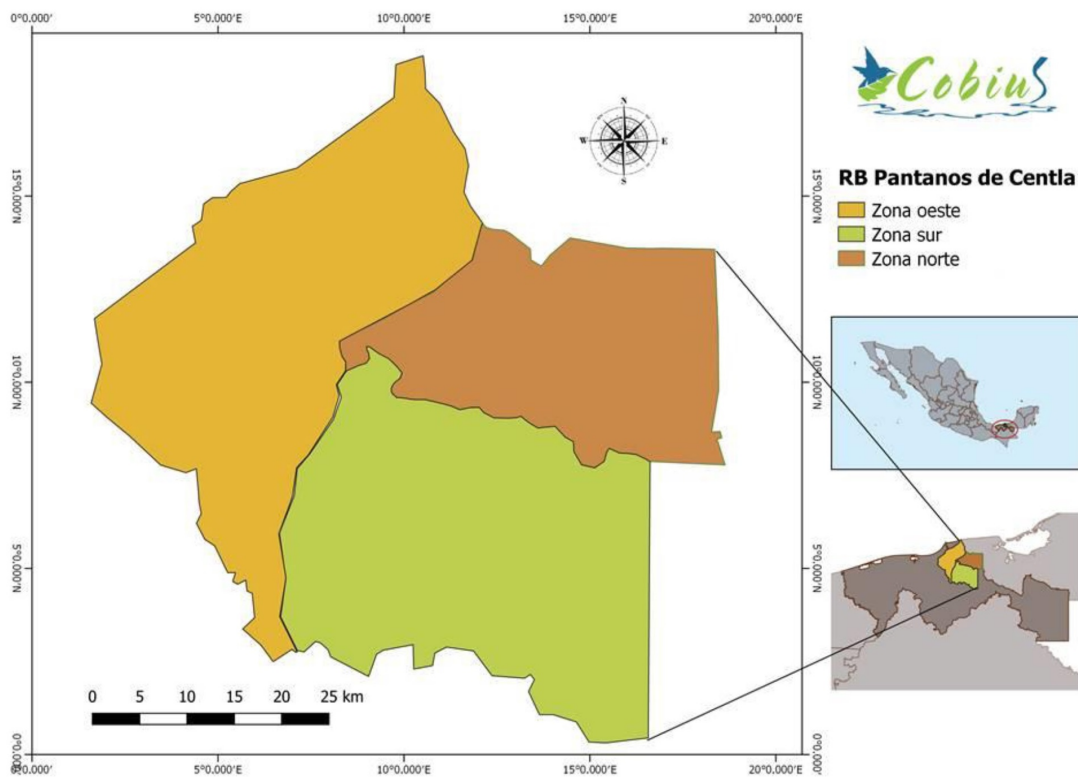 0°0.000' 5°0.000'E 10°0.000'E 15°0.000'E 20°0.000'E
CobiuS
N
W E
S
15°0.000'N 15°0.000'N
RB Pantanos de Centla
Zona oeste
Zona sur
Zona norte
10°0.000'N 10°0.000'N
5°0.000'N 5°0.000'N
0 5 10 15 20 25 km
0°0.000' 0°0.000'
0°0.000' 5°0.000'E 10°0.000'E 15°0.000'E 20°0.000'E